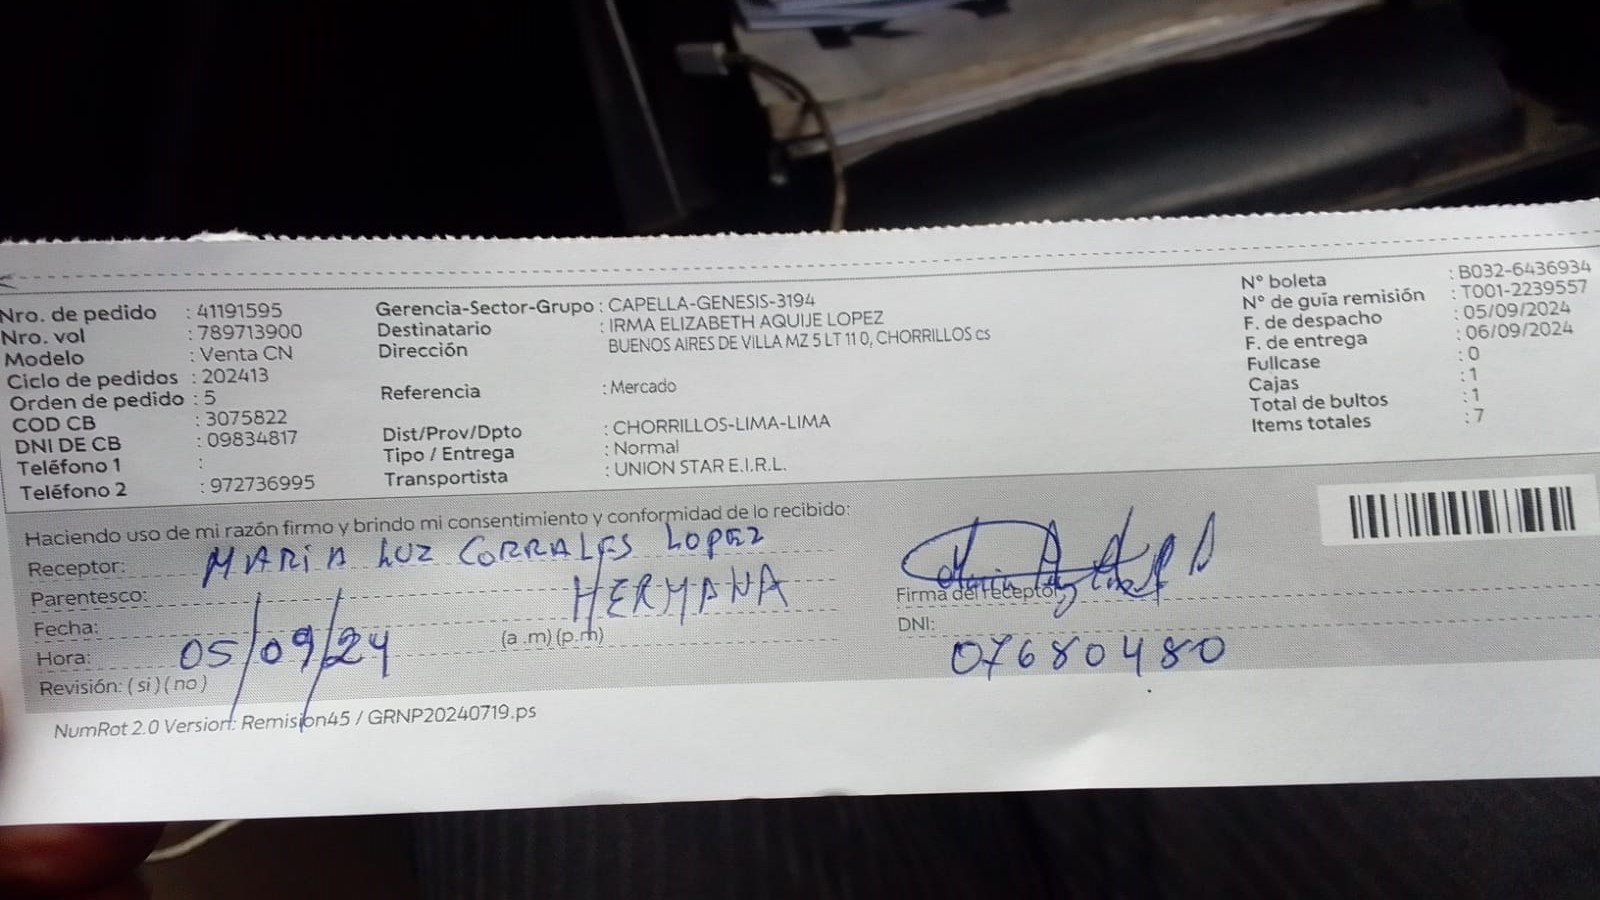 Nro. de pedido : 41191595
Nro. vol : 789713900
Modelo : Venta CN
Ciclo de pedidos : 202413
Orden de pedido : 5
COD CB : 3075822
DNI DE CB : 09834817
Teléfono 1 :
Teléfono 2 : 972736995
Gerencia-Sector-Grupo : CAPELLA-GENESIS-3194
Destinatario : IRMA ELIZABETH AQUIJE LOPEZ
Dirección BUENOS AIRES DE VILLA MZ 5 LT 11 0, CHORRILLOS cs
Referencia : Mercado
Dist/Prov/Dpto : CHORRILLOS-LIMA-LIMA
Tipo / Entrega : Normal
Transportista : UNION STAR E.I.R.L.
N° boleta : B032-6436934
N° de guía remisión : T001-2239557
F. de despacho : 05/09/2024
F. de entrega : 06/09/2024
Fullcase : 0
Cajas : 1
Total de bultos : 1
Items totales : 7
Haciendo uso de mi razón firmo y brindo mi consentimiento y conformidad de lo recibido:
Receptor: MARIA LUZ CORRALES LOPEZ
Parentesco: HERMANA
Fecha: 05/09/24
Hora: (a .m) (p.m)
Revisión: ( si ) ( no )
Firma del receptor
DNI: 07680480
NumRot 2.0 Version: Remision45 / GRNP20240719.ps